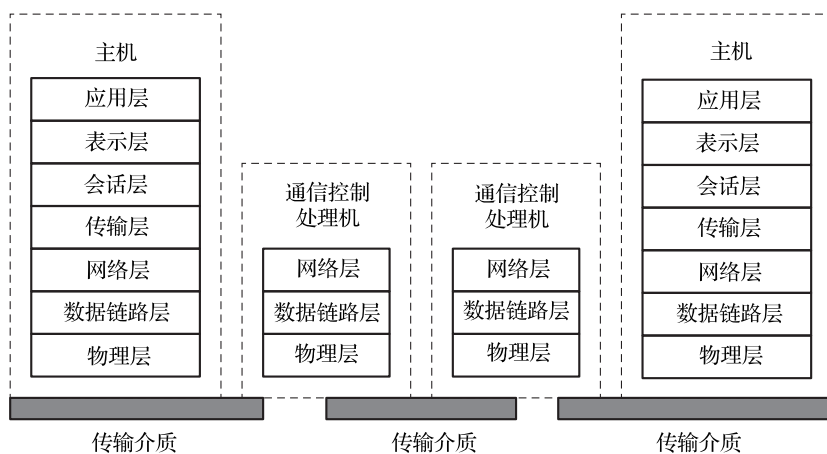 主机
应用层
表示层
会话层
传输层
网络层
数据链路层
物理层
通信控制
处理机
网络层
数据链路层
物理层
通信控制
处理机
网络层
数据链路层
物理层
主机
应用层
表示层
会话层
传输层
网络层
数据链路层
物理层
传输介质
传输介质
传输介质